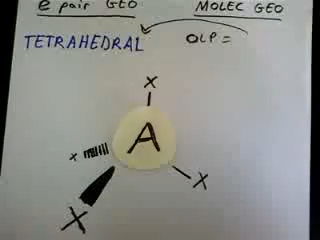 e pair GEO MOLEC GEO
TETRAHEDRAL OLP =
X
A
X X
X